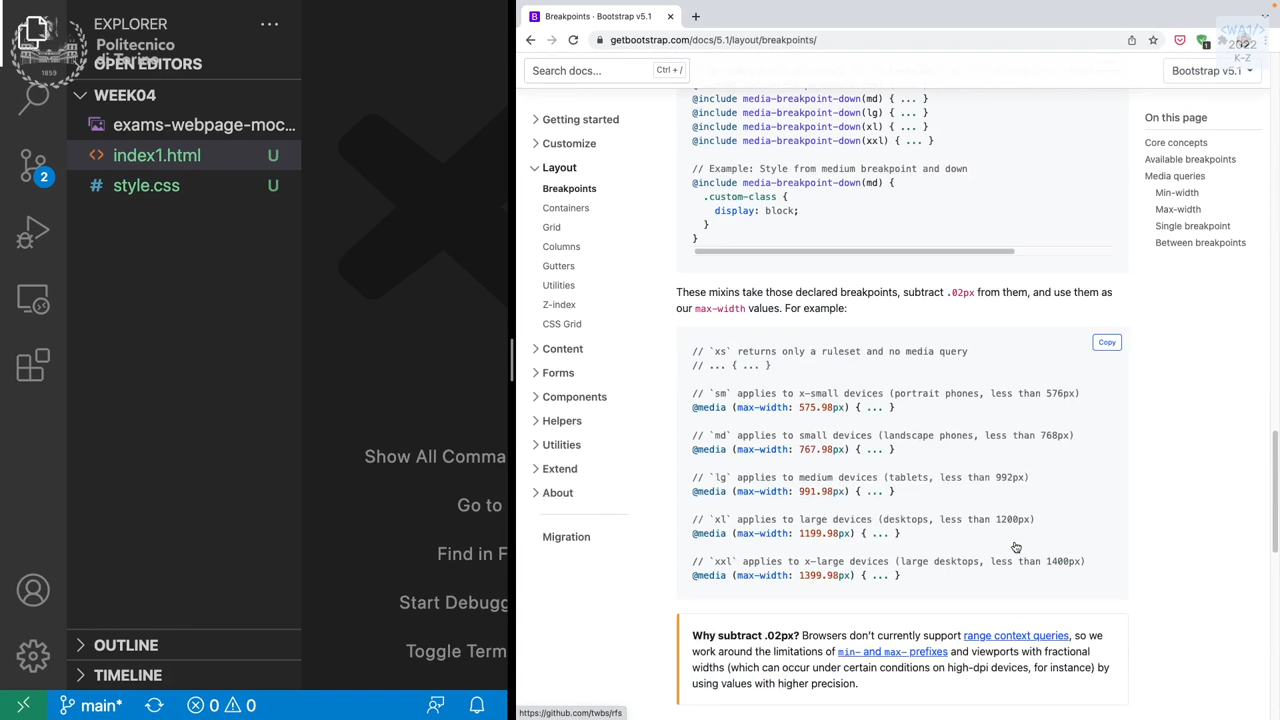 EXPLORER
Politecnico
OPEN EDITORS
1859
WEEK04
exams-webpage-moc...
index1.html
U
style.css
U
2
Show All Comma
Go to
Find in F
Start Debugg
Toggle Term
OUTLINE
TIMELINE
main*
0
0
Breakpoints · Bootstrap v5.1
getbootstrap.com/docs/5.1/layout/breakpoints/
<WA1/>
2022
K-Z
1
Search docs...
Ctrl + /
Bootstrap v5.1
Getting started
Customize
Layout
Breakpoints
Containers
Grid
Columns
Gutters
Utilities
Z-index
CSS Grid
Content
Forms
Components
Helpers
Utilities
Extend
About
Migration
@include media-breakpoint-down(md) { ... }
@include media-breakpoint-down(lg) { ... }
@include media-breakpoint-down(xl) { ... }
@include media-breakpoint-down(xxl) { ... }
// Example: Style from medium breakpoint and down
@include media-breakpoint-down(md) {
.custom-class {
display: block;
}
}
These mixins take those declared breakpoints, subtract .02px from them, and use them as
our max-width values. For example:
Copy
// `xs` returns only a ruleset and no media query
// ... { ... }
// `sm` applies to x-small devices (portrait phones, less than 576px)
@media (max-width: 575.98px) { ... }
// `md` applies to small devices (landscape phones, less than 768px)
@media (max-width: 767.98px) { ... }
// `lg` applies to medium devices (tablets, less than 992px)
@media (max-width: 991.98px) { ... }
// `xl` applies to large devices (desktops, less than 1200px)
@media (max-width: 1199.98px) { ... }
// `xxl` applies to x-large devices (large desktops, less than 1400px)
@media (max-width: 1399.98px) { ... }
Why subtract .02px? Browsers don't currently support range context queries, so we
work around the limitations of min- and max- prefixes and viewports with fractional
widths (which can occur under certain conditions on high-dpi devices, for instance) by
using values with higher precision.
On this page
Core concepts
Available breakpoints
Media queries
Min-width
Max-width
Single breakpoint
Between breakpoints
https://github.com/twbs/rfs